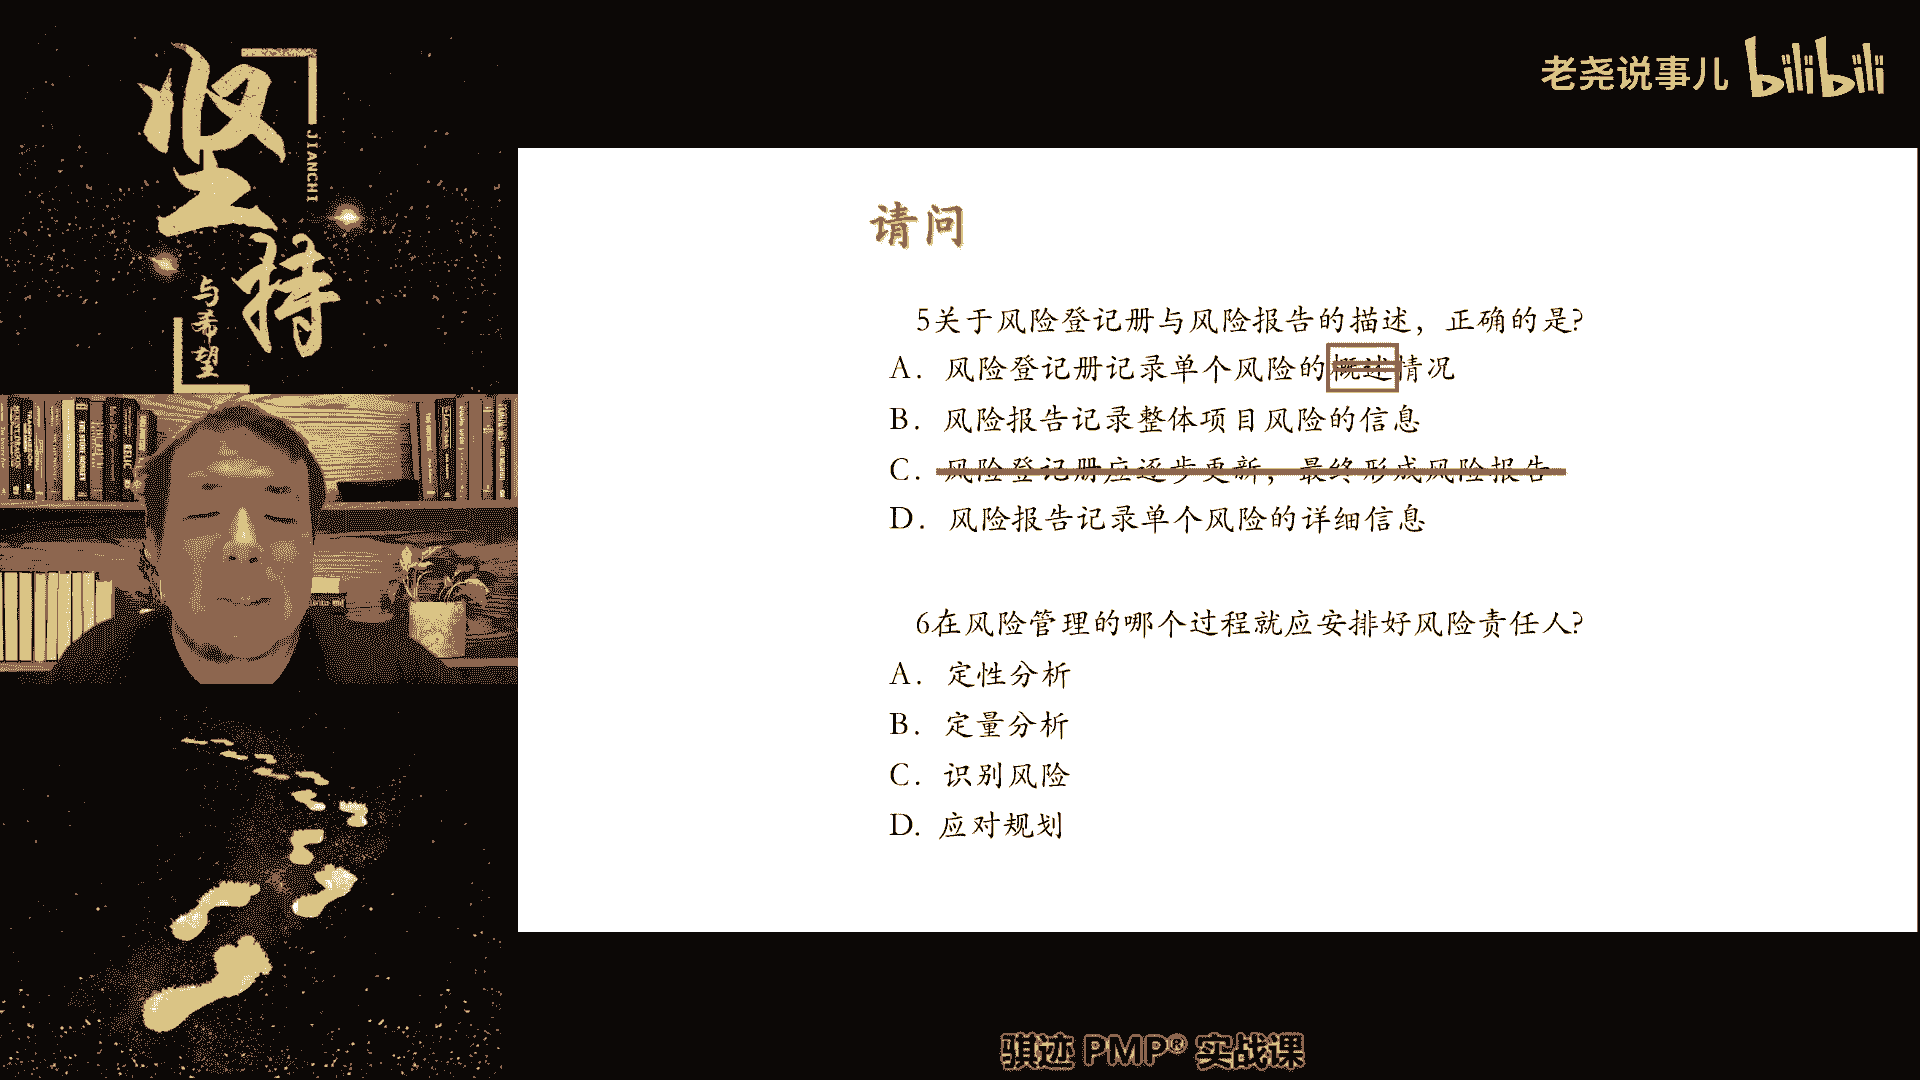 坚持
JIANCHI
与希望
老尧说事儿 bilibili
请问
5关于风险登记册与风险报告的描述，正确的是?
A. 风险登记册记录单个风险的概述情况
B. 风险报告记录整体项目风险的信息
C. 风险登记册应逐步更新，最终形成风险报告
D. 风险报告记录单个风险的详细信息
6在风险管理的哪个过程就应安排好风险责任人?
A. 定性分析
B. 定量分析
C. 识别风险
D. 应对规划
骐迹 PMP® 实战课